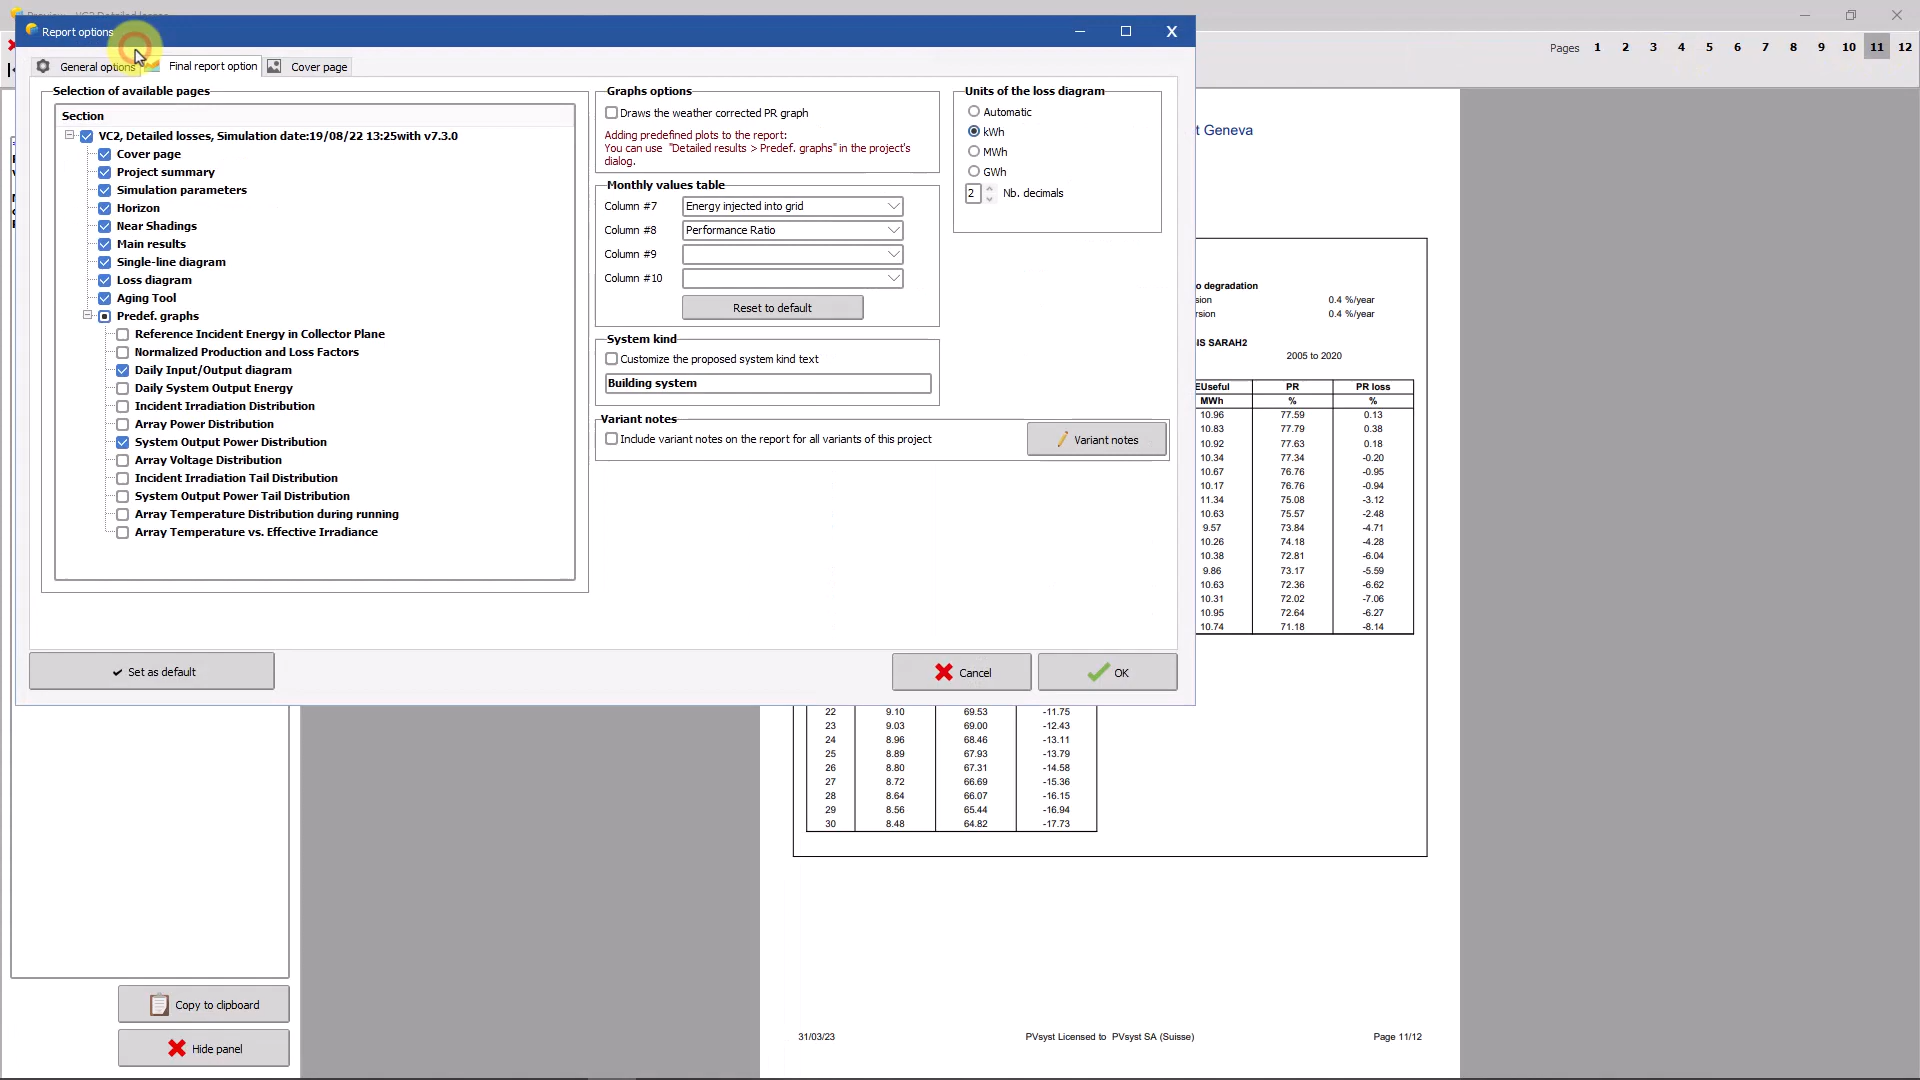 Report options
Pages 1 2 3 4 5 6 7 8 9 10 11 12
General options
Final report option
Cover page
Selection of available pages
Section
VC2, Detailed losses, Simulation date:19/08/22 13:25with v7.3.0
Cover page
Project summary
Simulation parameters
Horizon
Near Shadings
Main results
Single-line diagram
Loss diagram
Aging Tool
Predef. graphs
Reference Incident Energy in Collector Plane
Normalized Production and Loss Factors
Daily Input/Output diagram
Daily System Output Energy
Incident Irradiation Distribution
Array Power Distribution
System Output Power Distribution
Array Voltage Distribution
Incident Irradiation Tail Distribution
System Output Power Tail Distribution
Array Temperature Distribution during running
Array Temperature vs. Effective Irradiance
Graphs options
Draws the weather corrected PR graph
Adding predefined plots to the report:
You can use "Detailed results > Predef. graphs" in the project's
dialog.
Monthly values table
Column #7 Energy injected into grid
Column #8 Performance Ratio
Column #9
Column #10
Reset to default
System kind
Customize the proposed system kind text
Building system
Variant notes
Include variant notes on the report for all variants of this project
Variant notes
Units of the loss diagram
Automatic
kWh
MWh
GWh
2 Nb. decimals
Set as default
Cancel
OK
t Geneva
o degradation
sion 0.4 %/year
rsion 0.4 %/year
IS SARAH2
2005 to 2020
EUseful PR PR loss
MWh % %
10.96 77.59 0.13
10.83 77.79 0.38
10.92 77.63 0.18
10.34 77.34 -0.20
10.67 76.76 -0.95
10.17 76.76 -0.94
11.34 75.08 -3.12
10.63 75.57 -2.48
9.57 73.84 -4.71
10.26 74.18 -4.28
10.38 72.81 -6.04
9.86 73.17 -5.59
10.63 72.36 -6.62
10.31 72.02 -7.06
10.95 72.64 -6.27
10.74 71.18 -8.14
22 9.10 69.53 -11.75
23 9.03 69.00 -12.43
24 8.96 68.46 -13.11
25 8.89 67.93 -13.79
26 8.80 67.31 -14.58
27 8.72 66.69 -15.36
28 8.64 66.07 -16.15
29 8.56 65.44 -16.94
30 8.48 64.82 -17.73
Copy to clipboard
Hide panel
31/03/23 PVsyst Licensed to PVsyst SA (Suisse) Page 11/12